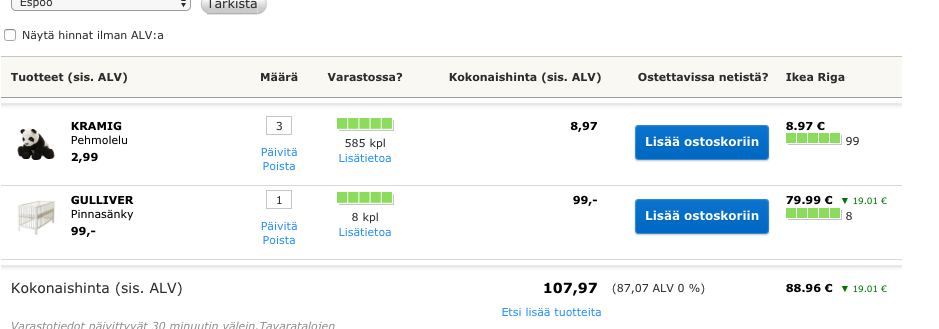 Espoo
Tarkista
Näytä hinnat ilman ALV:a
Tuotteet (sis. ALV) Määrä Varastossa? Kokonaishinta (sis. ALV) Ostettavissa netistä? Ikea Riga
KRAMIG 3 8,97 8.97 €
Pehmolelu 585 kpl Lisää ostoskoriin 99
2,99 Päivitä Lisätietoa
Poista
GULLIVER 1 99,- 79.99 € ▼ 19.01 €
Pinnasänky 8 kpl Lisää ostoskoriin 8
99,- Päivitä Lisätietoa
Poista
Kokonaishinta (sis. ALV) 107,97 (87,07 ALV 0 %) 88.96 € ▼ 19.01 €
Etsi lisää tuotteita
Varastotiedot päivittyvät 30 minuutin välein.Tavaratalojen